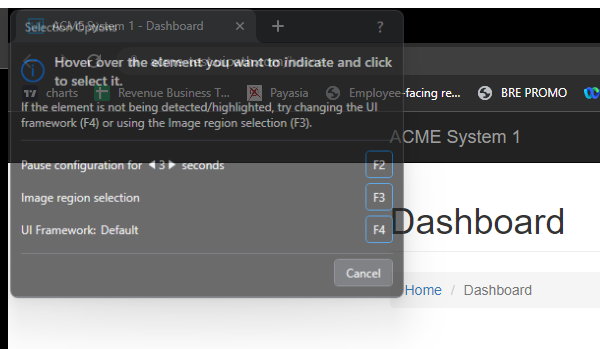 Selection Options
ACME System 1 - Dashboard × + ?
Hover over the element you want to indicate and click
to select it.
charts Revenue Business T... Payasia Employee-facing re... BRE PROMO
If the element is not being detected/highlighted, try changing the UI
framework (F4) or using the Image region selection (F3).
ACME System 1
Pause configuration for 3 seconds F2
Image region selection F3
UI Framework: Default F4
Dashboard
Cancel
Home / Dashboard